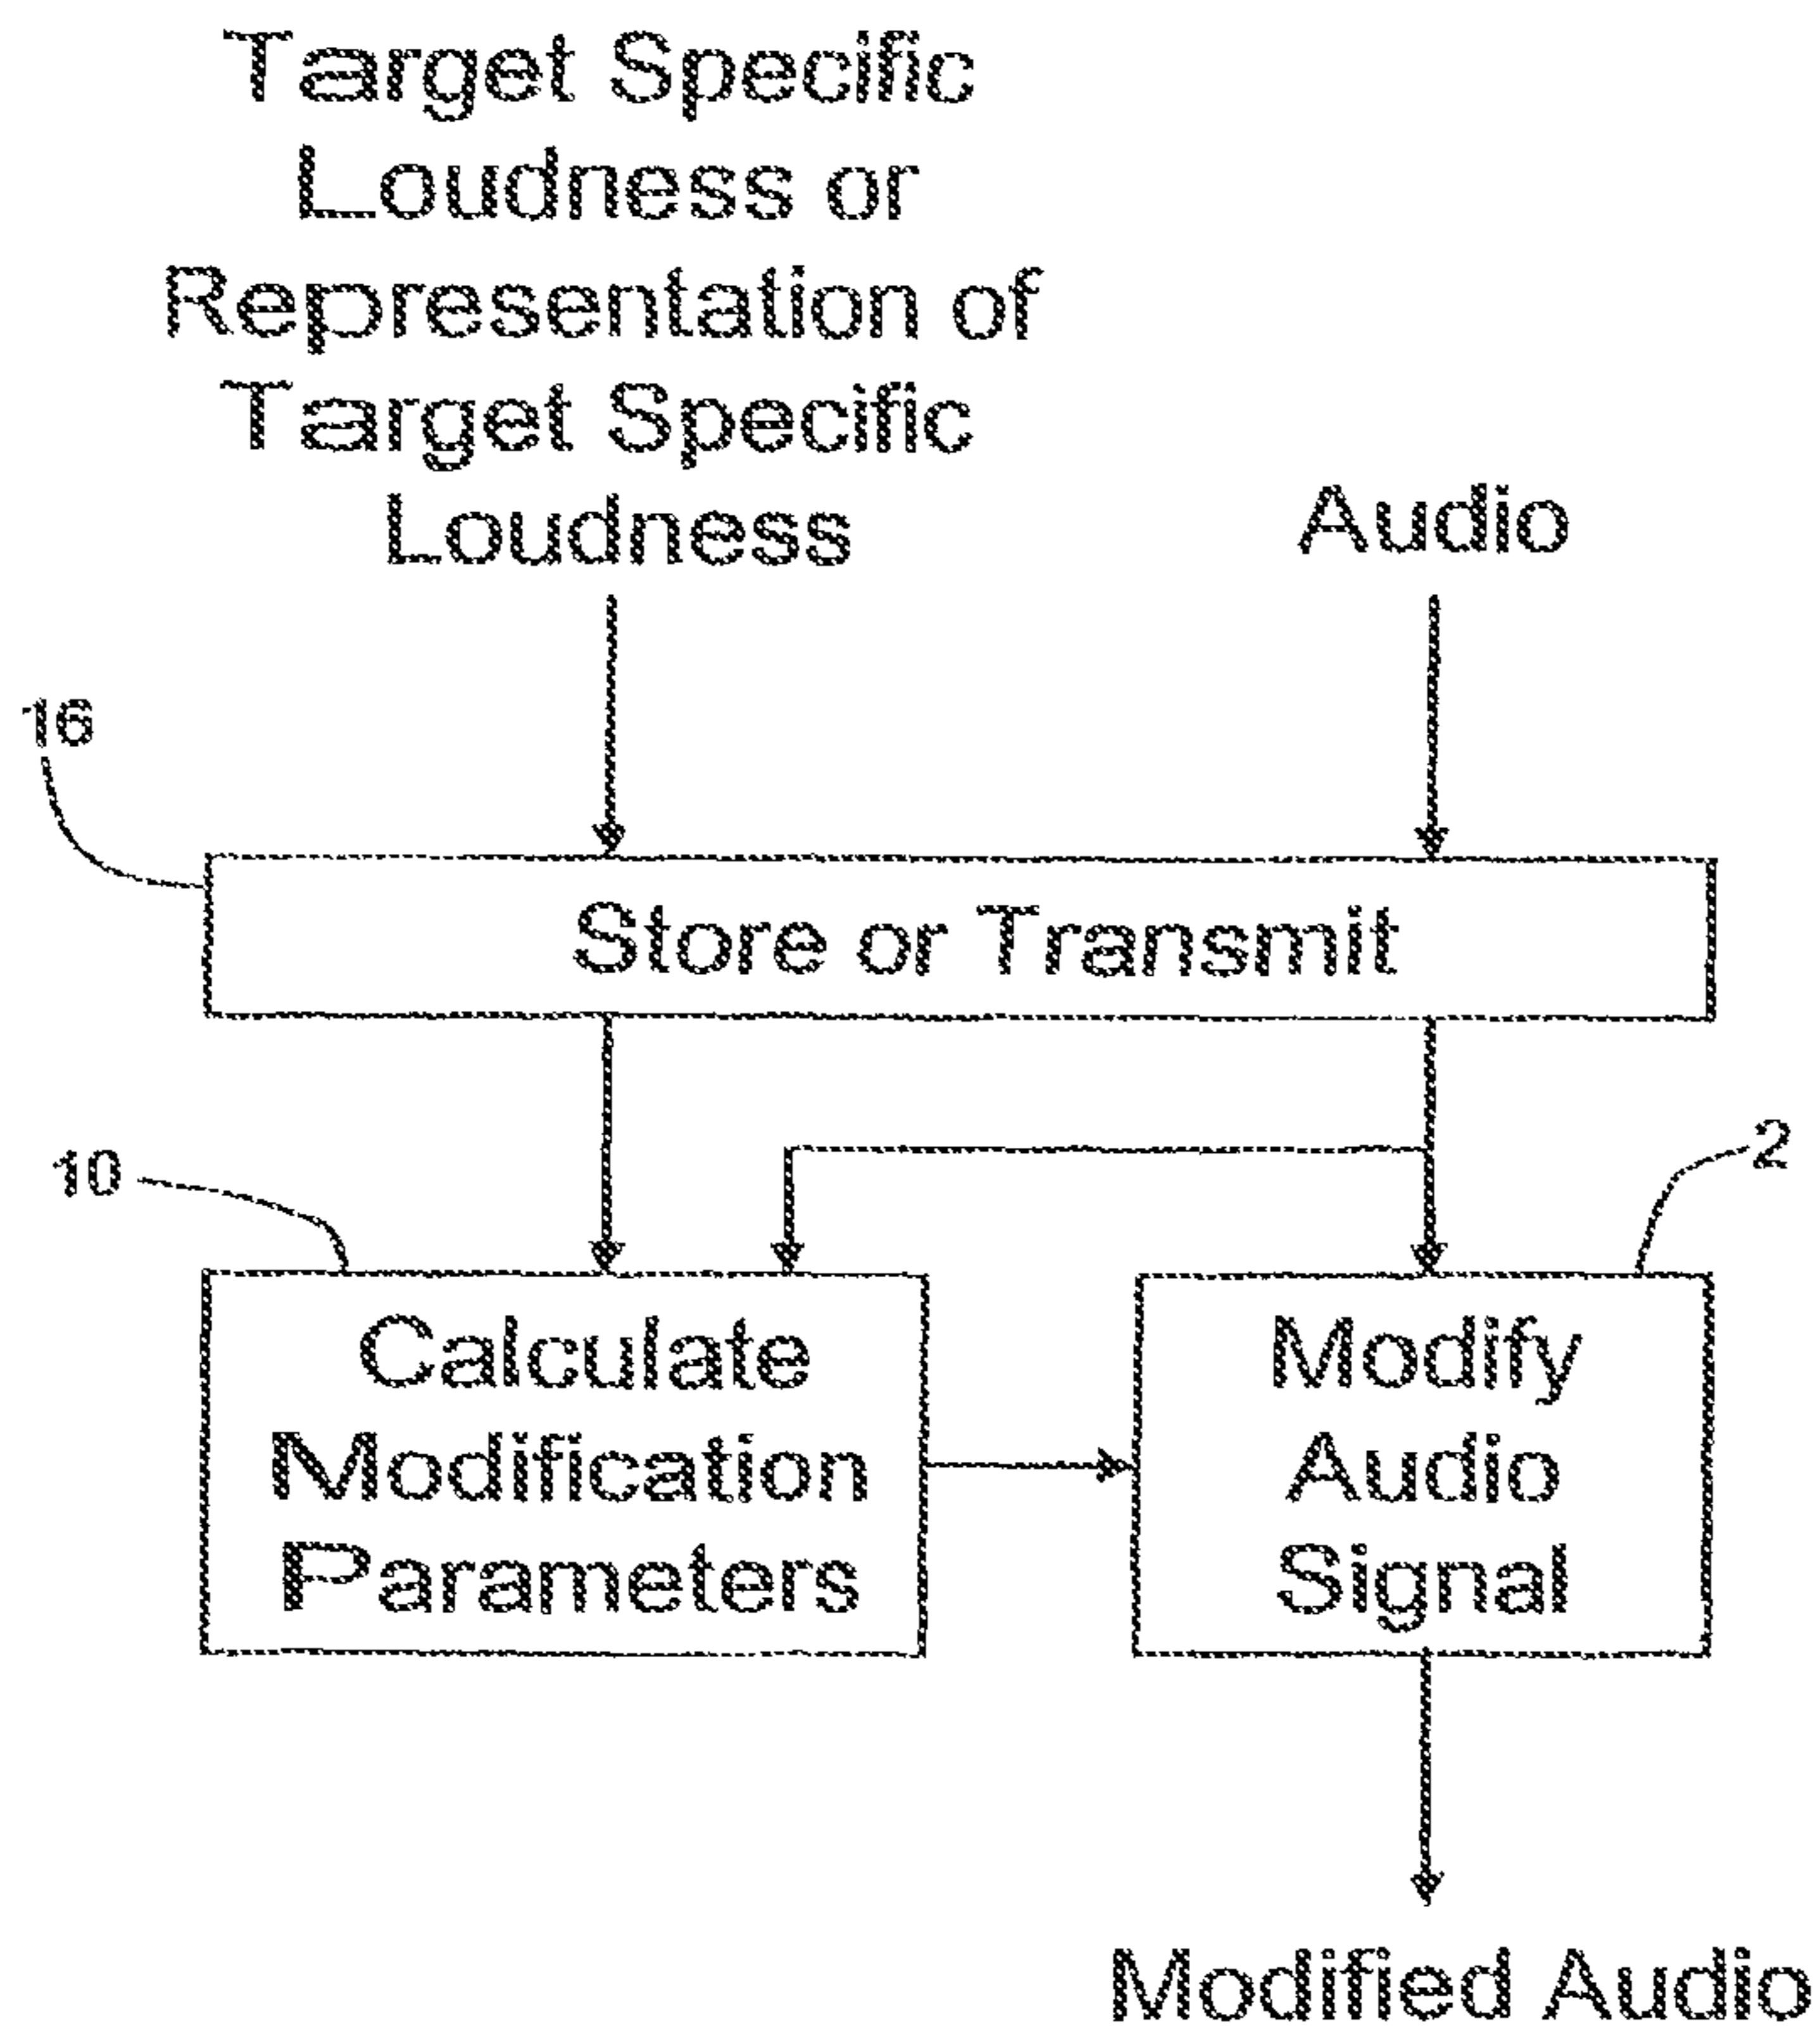 Target Specific
Loudness or
Representation of
Target Specific
Loudness
Audio
16
Store or Transmit
10
2
Calculate
Modification
Parameters
Modify
Audio
Signal
Modified Audio